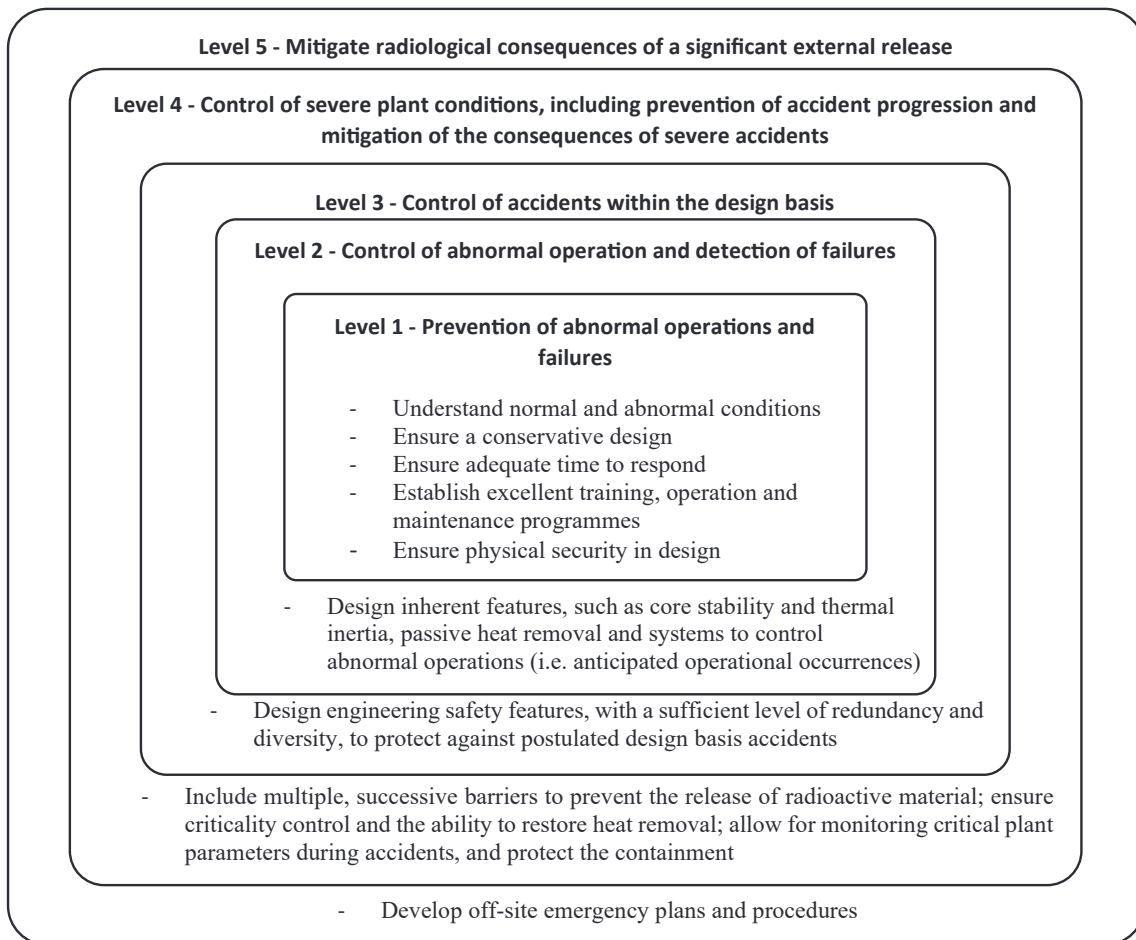 Level 5 - Mitigate radiological consequences of a significant external release
Level 4 - Control of severe plant conditions, including prevention of accident progression and
mitigation of the consequences of severe accidents
Level 3 - Control of accidents within the design basis
Level 2 - Control of abnormal operation and detection of failures
Level 1 - Prevention of abnormal operations and
failures
- Understand normal and abnormal conditions
- Ensure a conservative design
- Ensure adequate time to respond
- Establish excellent training, operation and
maintenance programmes
- Ensure physical security in design
- Design inherent features, such as core stability and thermal
inertia, passive heat removal and systems to control
abnormal operations (i.e. anticipated operational occurrences)
- Design engineering safety features, with a sufficient level of redundancy and
diversity, to protect against postulated design basis accidents
- Include multiple, successive barriers to prevent the release of radioactive material; ensure
criticality control and the ability to restore heat removal; allow for monitoring critical plant
parameters during accidents, and protect the containment
- Develop off-site emergency plans and procedures